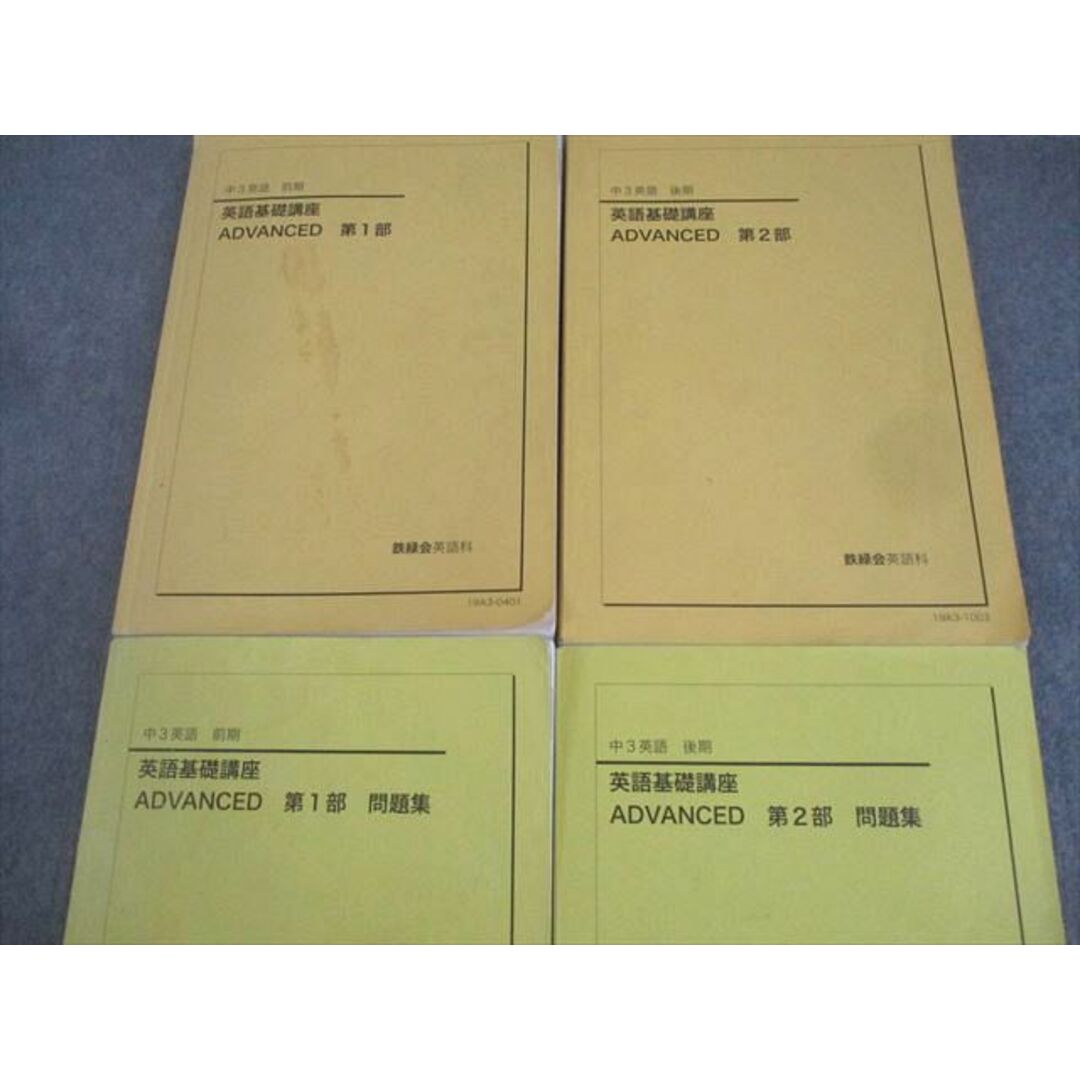 中3英語 前期
英語基礎講座
ADVANCED 第1部
鉄緑会英語科
19A3-0401
中3英語 後期
英語基礎講座
ADVANCED 第2部
鉄緑会英語科
19A3-1003
中3英語 前期
英語基礎講座
ADVANCED 第1部 問題集
中3英語 後期
英語基礎講座
ADVANCED 第2部 問題集